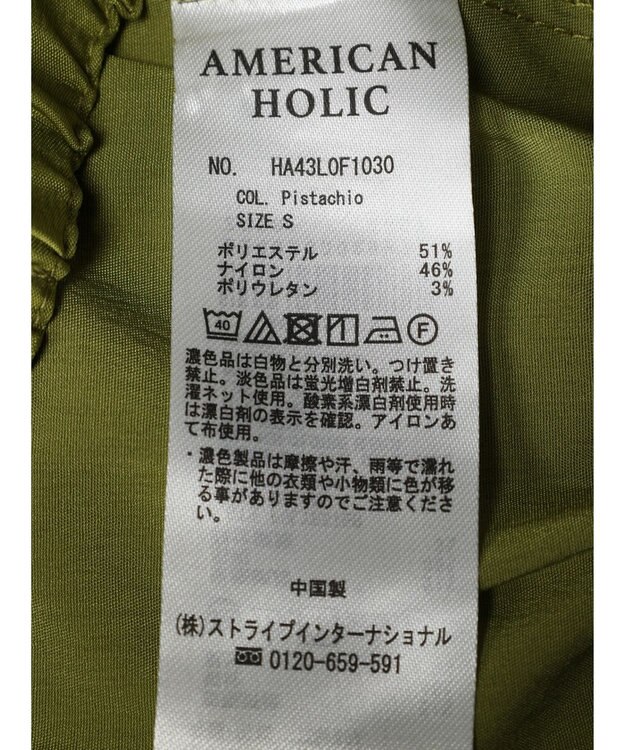 AMERICAN
HOLIC
NO. HA43L0F1030
COL. Pistachio
SIZE S
ポリエステル 51%
ナイロン 46%
ポリウレタン 3%
40
F
濃色品は白物と分別洗い。つけ置き
禁止。淡色品は蛍光増白剤禁止。洗
濯ネット使用。酸素系漂白剤使用時
は漂白剤の表示を確認。アイロンあ
て布使用。
・濃色製品は摩擦や汗、雨等で濡れ
た際に他の衣類や小物類に色が移
る事がありますのでご注意くださ
い。
中国製
(株)ストライプインターナショナル
0120-659-591